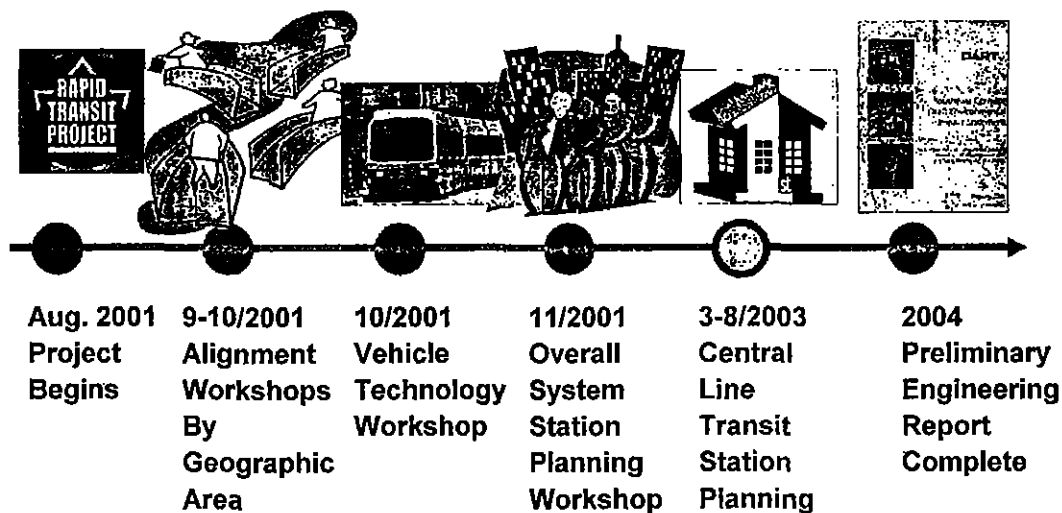 RAPID
TRANSIT
PROJECT
Aug. 2001
Project
Begins
9-10/2001
Alignment
Workshops
By
Geographic
Area
10/2001
Vehicle
Technology
Workshop
11/2001
Overall
System
Station
Planning
Workshop
3-8/2003
Central
Line
Transit
Station
Planning
2004
Preliminary
Engineering
Report
Complete